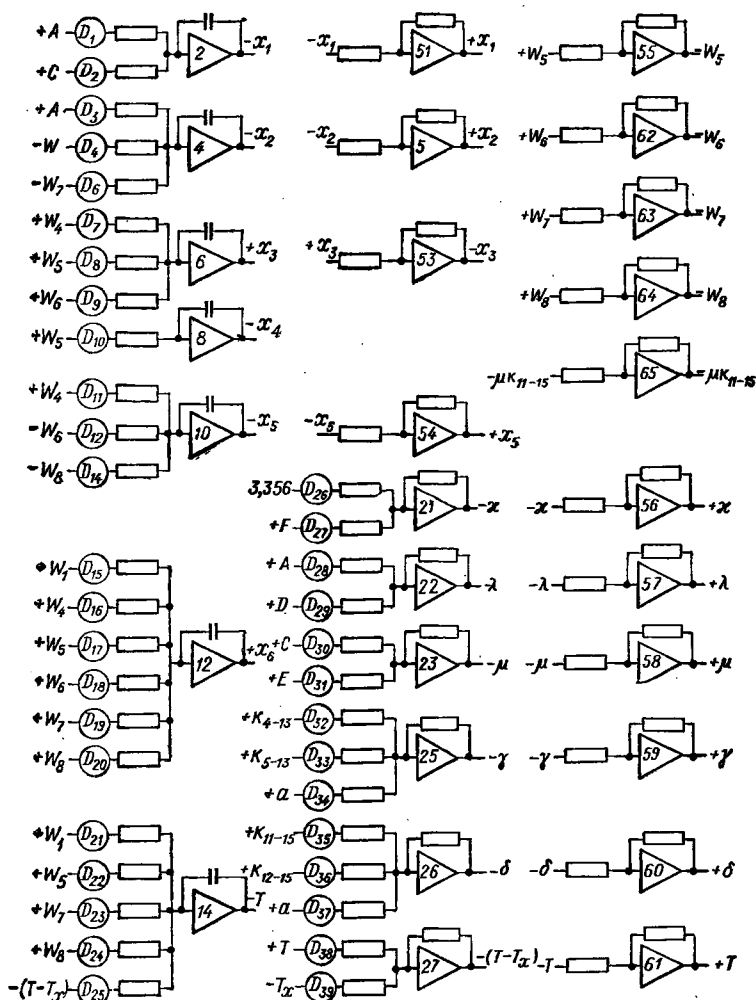 +A D₁ 2 -x₁
+C D₂
+A D₃ 4 -x₂
-W D₄
-W₇ D₆
+W₄ D₇ 6 +x₃
+W₅ D₈
+W₆ D₉
+W₅ D₁₀ 8 -x₄
+W₄ D₁₁ 10 -x₅
-W₆ D₁₂
-W₈ D₁₄
+W₁ D₁₅
+W₄ D₁₆
+W₅ D₁₇ 12 +x₆
+W₆ D₁₈
+W₇ D₁₉
+W₈ D₂₀
+W₁ D₂₁
+W₅ D₂₂
+W₇ D₂₃ 14 -T
+W₈ D₂₄
-(T-Tₓ) D₂₅
-x₁ 51 +x₁
-x₂ 5 +x₂
+x₃ 53 -x₃
-x₅ 54 +x₅
3,356 D₂₆ 21 -ϰ
+F D₂₇
+A D₂₈ 22 -λ
+D D₂₉
+C D₃₀ 23 -μ
+E D₃₁
+K₄₋₁₃ D₃₂
+K₅₋₁₃ D₃₃ 25 -γ
+a D₃₄
+K₁₁₋₁₅ D₃₅
+K₁₂₋₁₅ D₃₆ 26 -δ
+a D₃₇
+T D₃₈ 27 -(T-Tₓ)
-Tₓ D₃₉
+W₅ 55 =W₅
+W₆ 62 =W₆
+W₇ 63 =W₇
+W₈ 64 =W₈
-μK₁₁₋₁₅ 65 =μK₁₁₋₁₅
-ϰ 56 +ϰ
-λ 57 +λ
-μ 58 +μ
-γ 59 +γ
-δ 60 +δ
-T 61 +T